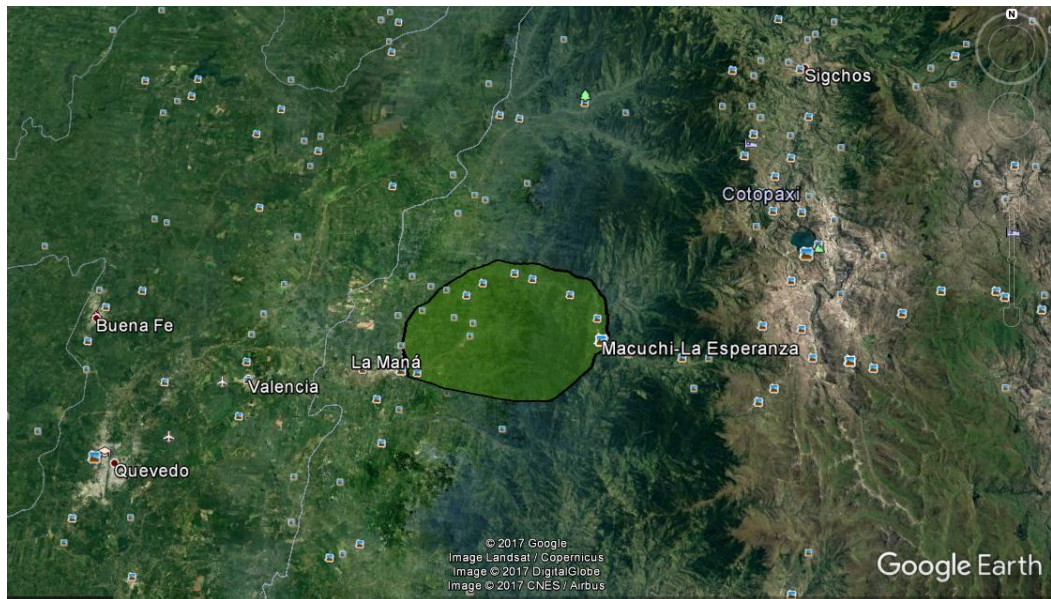 N
Sigchos
Cotopaxi
Buena Fe
La Maná
Macuchi-La Esperanza
Valencia
Quevedo
© 2017 Google
Image Landsat / Copernicus
Image © 2017 DigitalGlobe
Image © 2017 CNES / Airbus
Google Earth